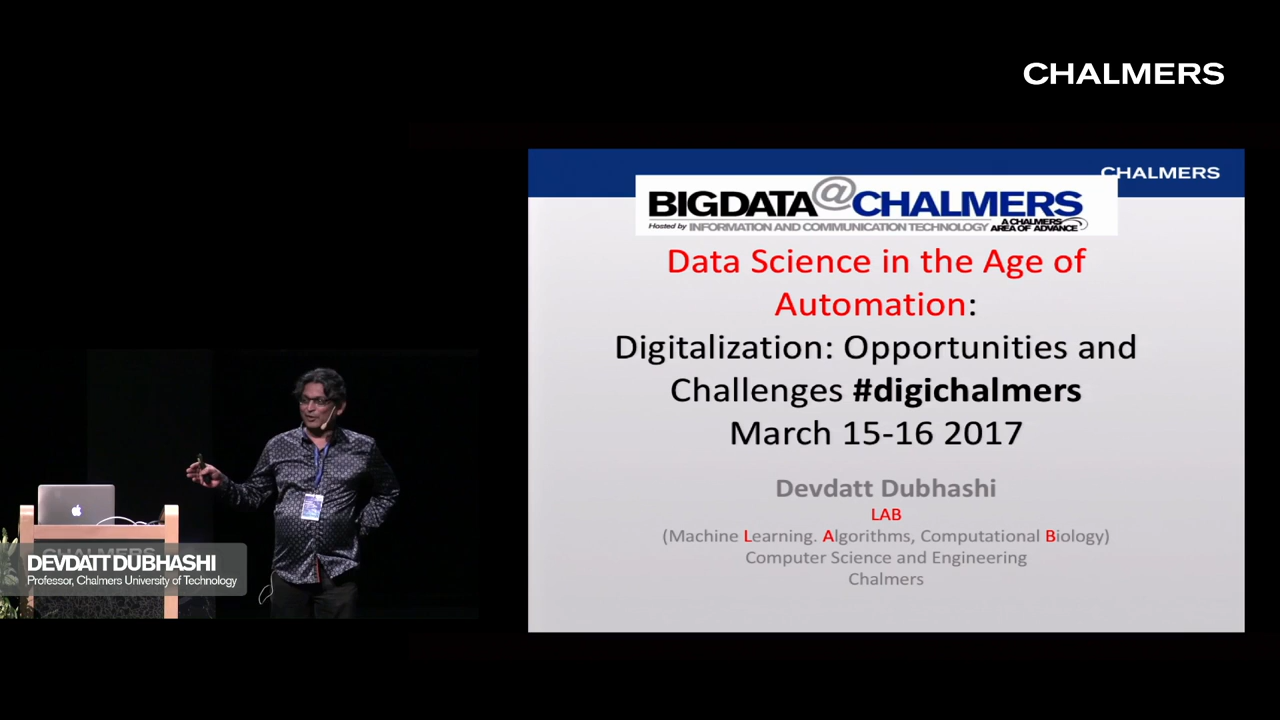 CHALMERS
CHALMERS
BIGDATA@CHALMERS
Hosted by INFORMATION AND COMMUNICATION TECHNOLOGY A CHALMERS AREA OF ADVANCE
Data Science in the Age of
Automation:
Digitalization: Opportunities and
Challenges #digichalmers
March 15-16 2017
Devdatt Dubhashi
LAB
(Machine Learning. Algorithms, Computational Biology)
Computer Science and Engineering
Chalmers
CHALMERS
DEVDATT DUBHASHI
Professor, Chalmers University of Technology